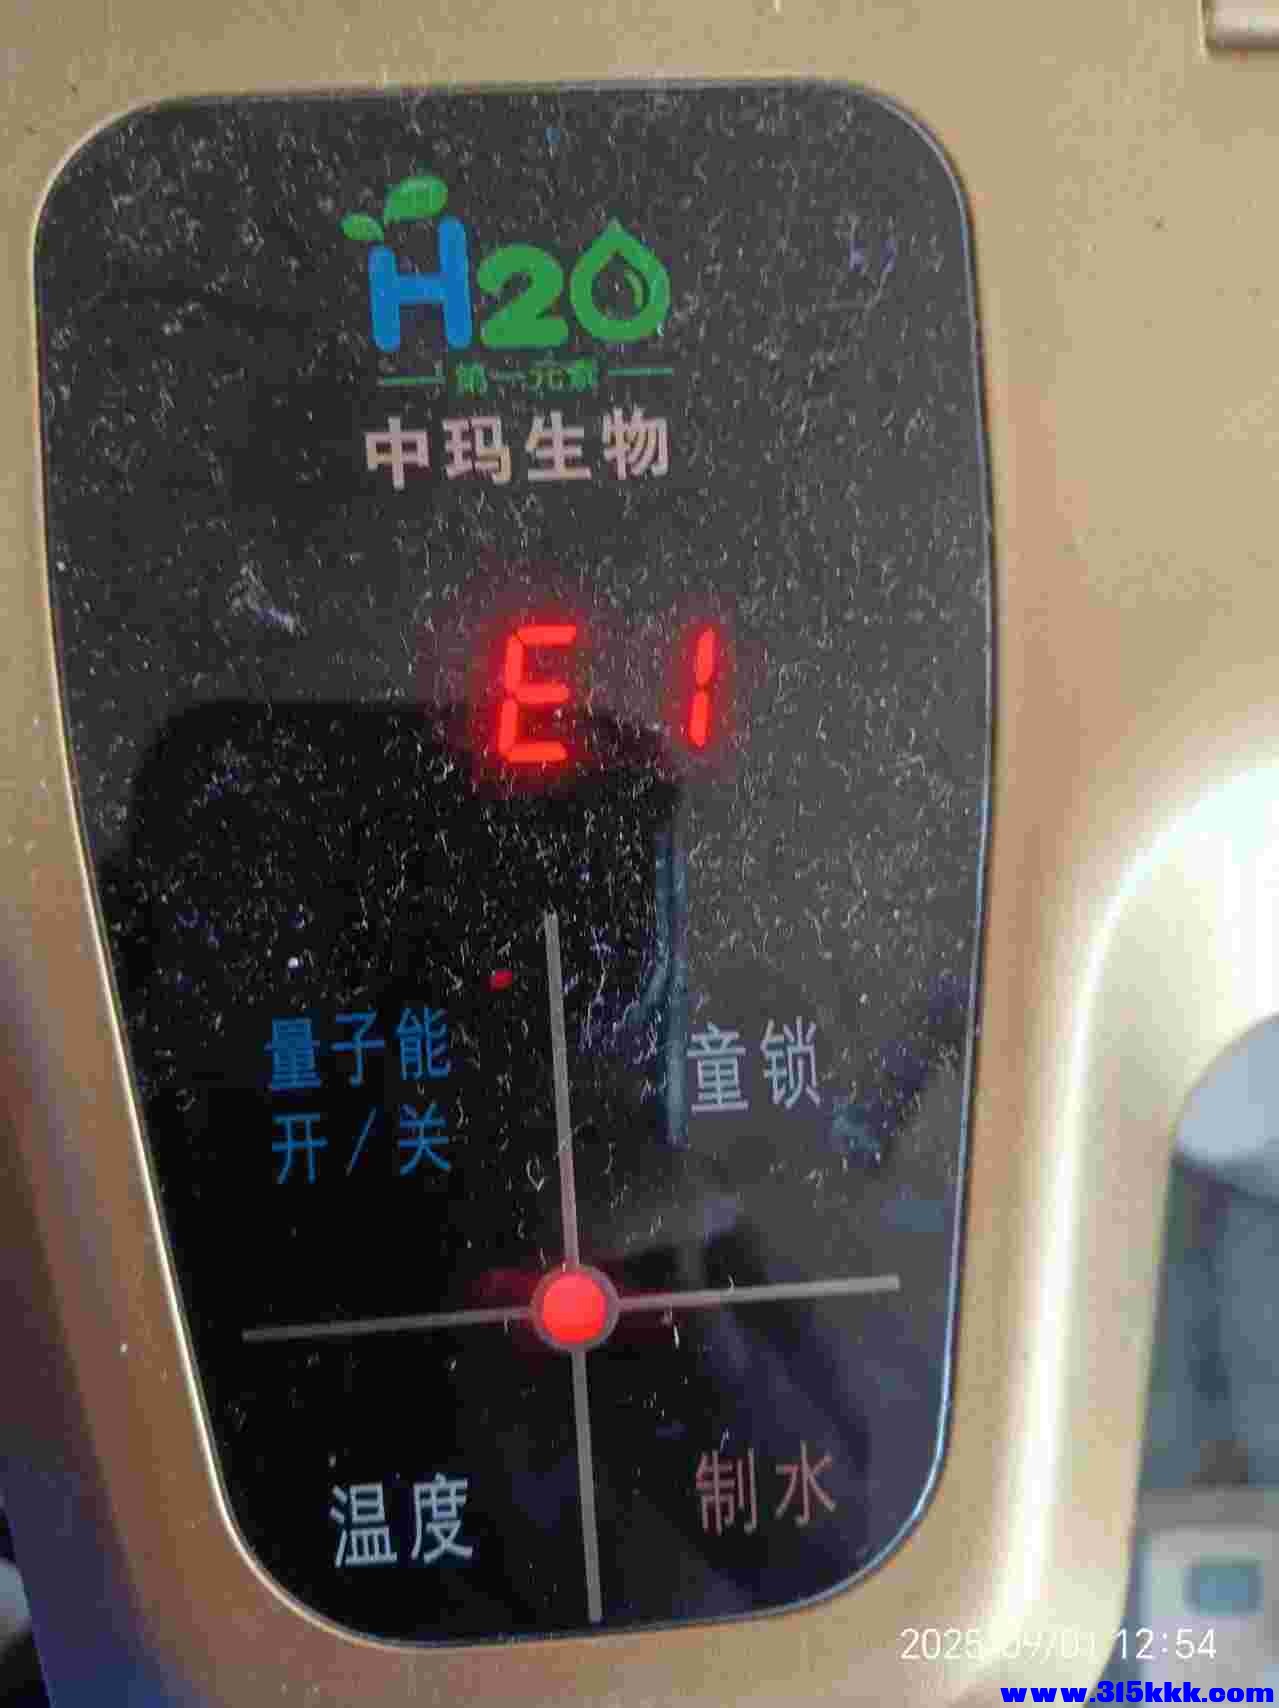 H2O
第一元素
中玛生物
E 1
量子能
开/关
童锁
温度
制水
2025/09/01 12:54
www.315kkk.com